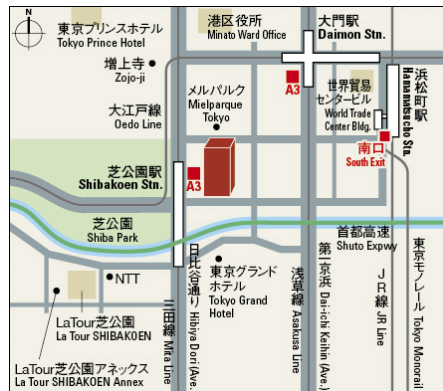 N
東京プリンスホテル
Tokyo Prince Hotel
港区役所
Minato Ward Office
大門駅
Daimon Stn.
増上寺
Zojo-ji
A3
浜松町駅
Hamamatsucho Stn.
メルパルク
Mielparque
Tokyo
世界貿易
センタービル
World Trade
Center Bldg.
大江戸線
Oedo Line
南口
South Exit
芝公園駅
Shibakoen Stn.
A3
芝公園
Shiba Park
首都高速
Shuto Expwy
NTT
東京グランド
ホテル
Tokyo Grand
Hotel
日比谷通り Hibiya Dori (Ave.)
三田線 Mita Line
浅草線 Asakusa Line
第一京浜 Dai-ichi Keihin (Ave.)
JR線 JR Line
東京モノレール Tokyo Monorail
LaTour芝公園
La Tour SHIBAKOEN
LaTour芝公園アネックス
La Tour SHIBAKOEN Annex